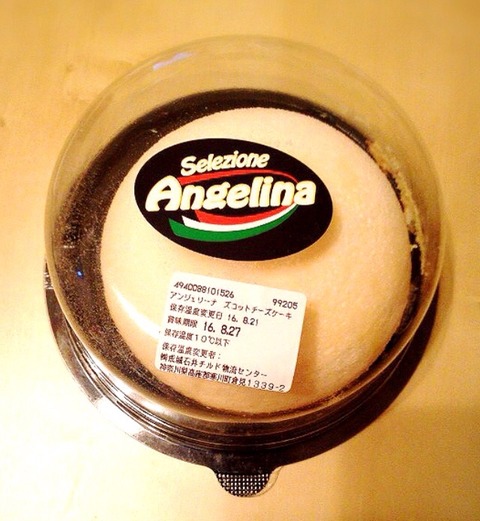 Selezione
Angelina
4940088101526 99205
アンジェリーナ ズコットチーズケーキ
保存温度変更日 16. 8.21
賞味期限 16. 8.27
保存温度10℃以下
保存温度変更者:
㈱成城石井チルド物流センター
神奈川県高座郡寒川町倉見1339-2